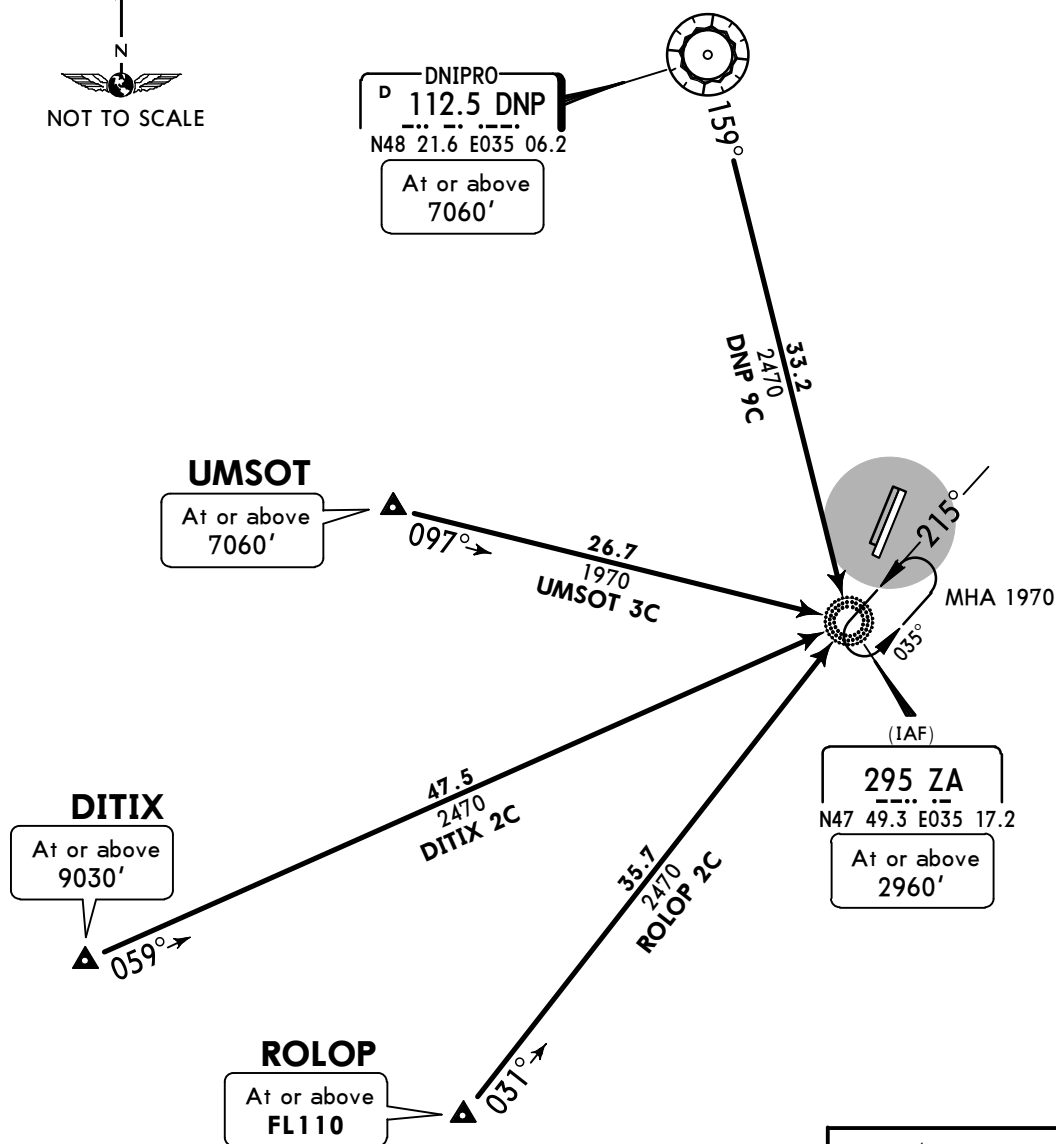 N
NOT TO SCALE
DNIPRO
D 112.5 DNP
N48 21.6 E035 06.2
At or above
7060'
159°
33.2
2470
DNP 9C
UMSOT
At or above
7060'
097°
26.7
1970
UMSOT 3C
215°
MHA 1970
035°
(IAF)
295 ZA
N47 49.3 E035 17.2
At or above
2960'
DITIX
At or above
9030'
059°
47.5
2470
DITIX 2C
35.7
2470
ROLOP 2C
ROLOP
At or above
FL110
031°